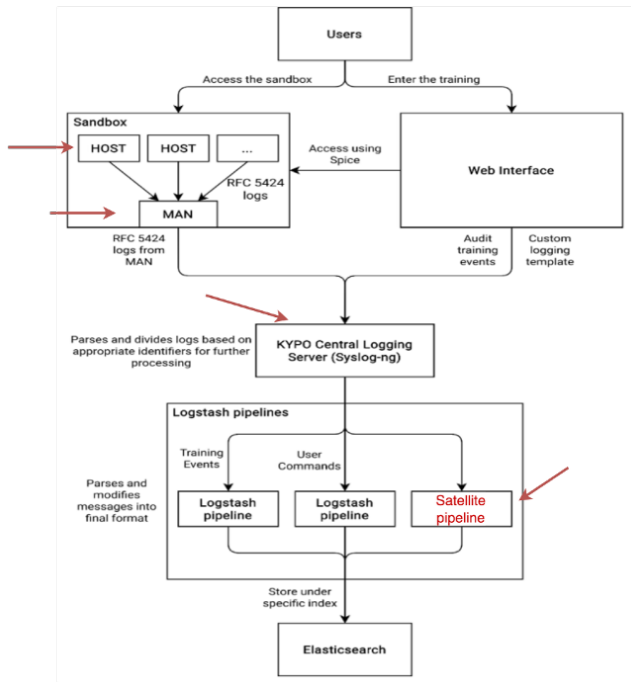 Users
Access the sandbox
Enter the training
Sandbox
HOST
HOST
...
RFC 5424
logs
MAN
Access using
Spice
Web Interface
RFC 5424
logs from
MAN
Audit
training
events
Custom
logging
template
Parses and divides logs based on
appropriate identifiers for further
processing
KYPO Central Logging
Server (Syslog-ng)
Logstash pipelines
Training
Events
User
Commands
Parses and
modifies
messages into
final format
Logstash
pipeline
Logstash
pipeline
Satellite
pipeline
Store under
specific index
Elasticsearch